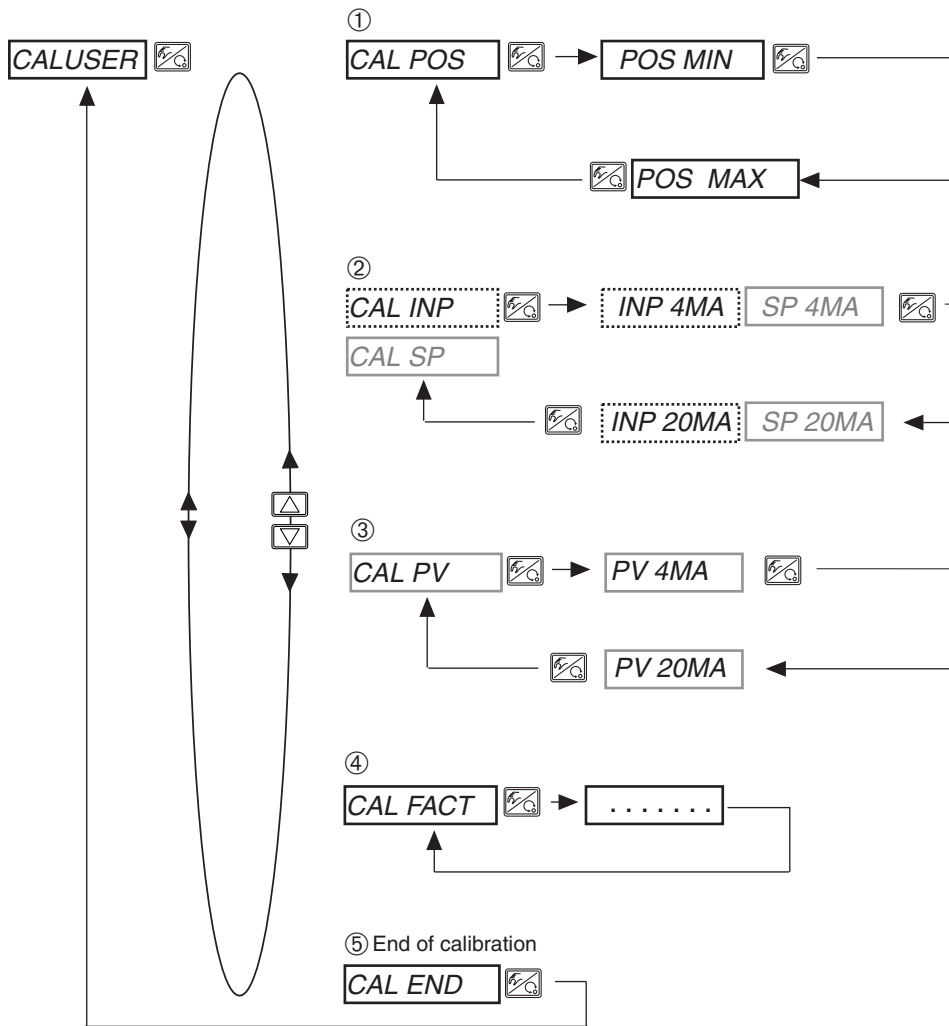 ①
CALUSER
CAL POS
POS MIN
POS MAX
②
CAL INP
INP 4MA
SP 4MA
CAL SP
INP 20MA
SP 20MA
③
CAL PV
PV 4MA
PV 20MA
④
CAL FACT
. . . . . . .
⑤ End of calibration
CAL END